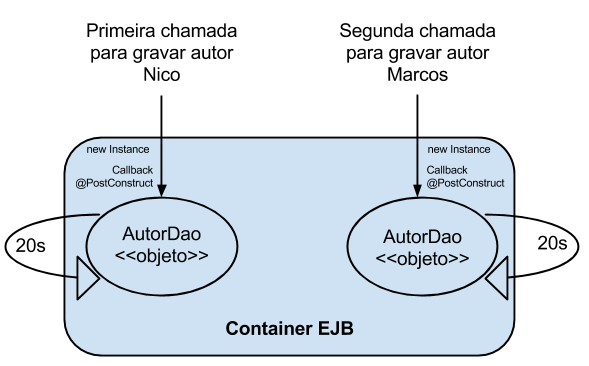 Primeira chamada
para gravar autor
Nico
Segunda chamada
para gravar autor
Marcos
new Instance
Callback
@PostConstruct
new Instance
Callback
@PostConstruct
20s
AutorDao
<<objeto>>
AutorDao
<<objeto>>
20s
Container EJB